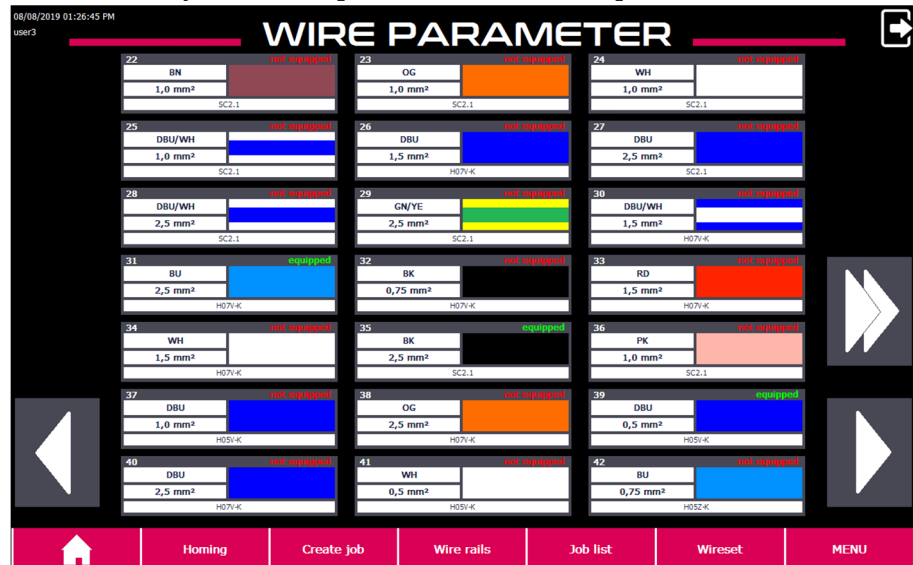 08/08/2019 01:26:45 PM
user3
WIRE PARAMETER
22 not equipped
BN
1,0 mm²
SC2.1
23 not equipped
OG
1,0 mm²
SC2.1
24 not equipped
WH
1,0 mm²
SC2.1
25 not equipped
DBU/WH
1,0 mm²
SC2.1
26 not equipped
DBU
1,5 mm²
H07V-K
27 not equipped
DBU
2,5 mm²
SC2.1
28 not equipped
DBU/WH
2,5 mm²
SC2.1
29 not equipped
GN/YE
2,5 mm²
SC2.1
30 not equipped
DBU/WH
1,5 mm²
H07V-K
31 equipped
BU
2,5 mm²
H07V-K
32 not equipped
BK
0,75 mm²
H07V-K
33 not equipped
RD
1,5 mm²
H07V-K
34 not equipped
WH
1,5 mm²
H07V-K
35 equipped
BK
2,5 mm²
SC2.1
36 not equipped
PK
1,0 mm²
SC2.1
37 not equipped
DBU
1,0 mm²
H05V-K
38 not equipped
OG
2,5 mm²
H07V-K
39 equipped
DBU
0,5 mm²
H05V-K
40 not equipped
DBU
2,5 mm²
H07V-K
41 not equipped
WH
0,5 mm²
H05V-K
42 not equipped
BU
0,75 mm²
H05Z-K
Homing
Create job
Wire rails
Job list
Wireset
MENU